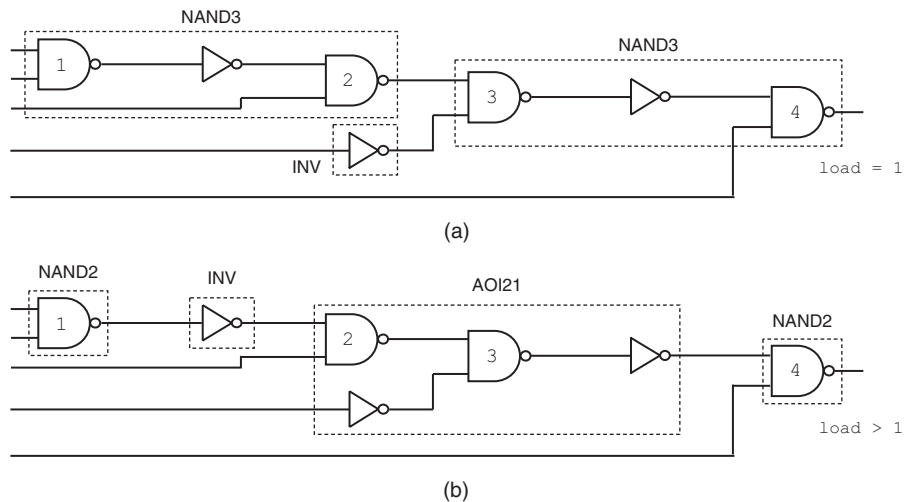 NAND3
NAND3
1
2
3
4
INV
load = 1
(a)
NAND2
INV
AOI21
NAND2
1
2
3
4
load > 1
(b)